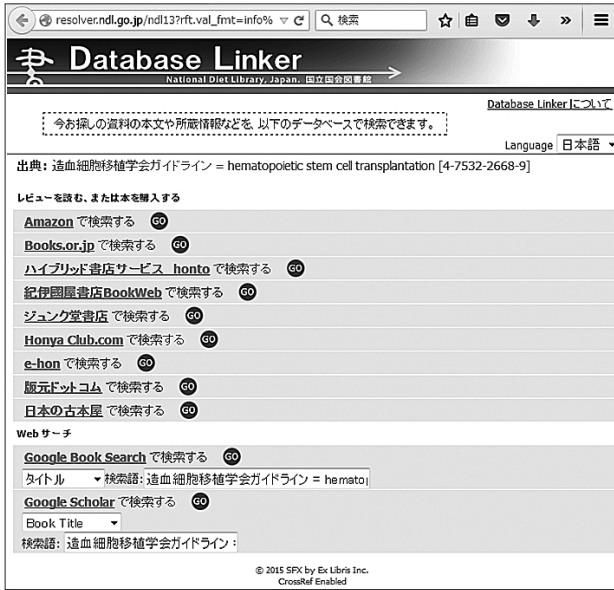 resolver.ndl.go.jp/ndl13?rft.val_fmt=info% 検索
Database Linker
National Diet Library, Japan. 国立国会図書館
Database Linkerについて
今お探しの資料の本文や所蔵情報などを、以下のデータベースで検索できます。
Language 日本語
出典: 造血細胞移植学会ガイドライン = hematopoietic stem cell transplantation [4-7532-2668-9]
レビューを読む、または本を購入する
Amazon で検索する GO
Books.or.jp で検索する GO
ハイブリッド書店サービス honto で検索する GO
紀伊國屋書店BookWeb で検索する GO
ジュンク堂書店 で検索する GO
Honya Club.com で検索する GO
e-hon で検索する GO
版元ドットコム で検索する GO
日本の古本屋 で検索する GO
Web サーチ
Google Book Search で検索する GO
タイトル 検索語: 造血細胞移植学会ガイドライン = hematop
Google Scholar で検索する GO
Book Title
検索語: 造血細胞移植学会ガイドライン :
© 2015 SFX by Ex Libris Inc.
CrossRef Enabled